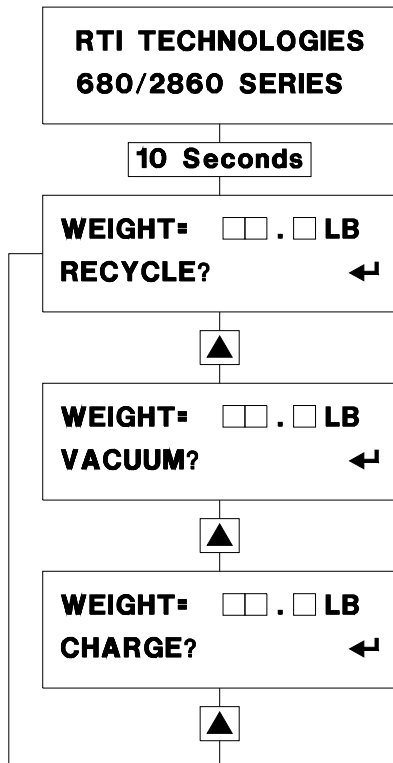 RTI TECHNOLOGIES
680/2860 SERIES
10 Seconds
WEIGHT= □□.□ LB
RECYCLE? ↵
▲
WEIGHT= □□.□ LB
VACUUM? ↵
▲
WEIGHT= □□.□ LB
CHARGE? ↵
▲